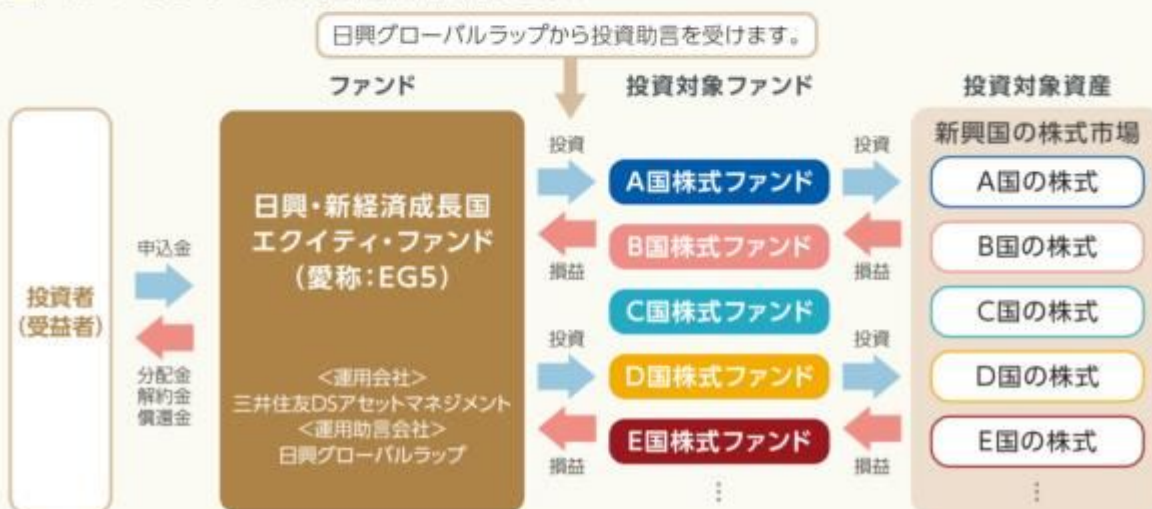 日興グローバルラップから投資助言を受けます。
ファンド
投資対象ファンド
投資対象資産
投資者
(受益者)
申込金
分配金
解約金
償還金
日興・新経済成長国
エクイティ・ファンド
(愛称:EG5)
<運用会社>
三井住友DSアセットマネジメント
<運用助言会社>
日興グローバルラップ
投資
損益
投資
損益
A国株式ファンド
B国株式ファンド
C国株式ファンド
D国株式ファンド
E国株式ファンド
⋮
投資
損益
投資
損益
新興国の株式市場
A国の株式
B国の株式
C国の株式
D国の株式
E国の株式
⋮